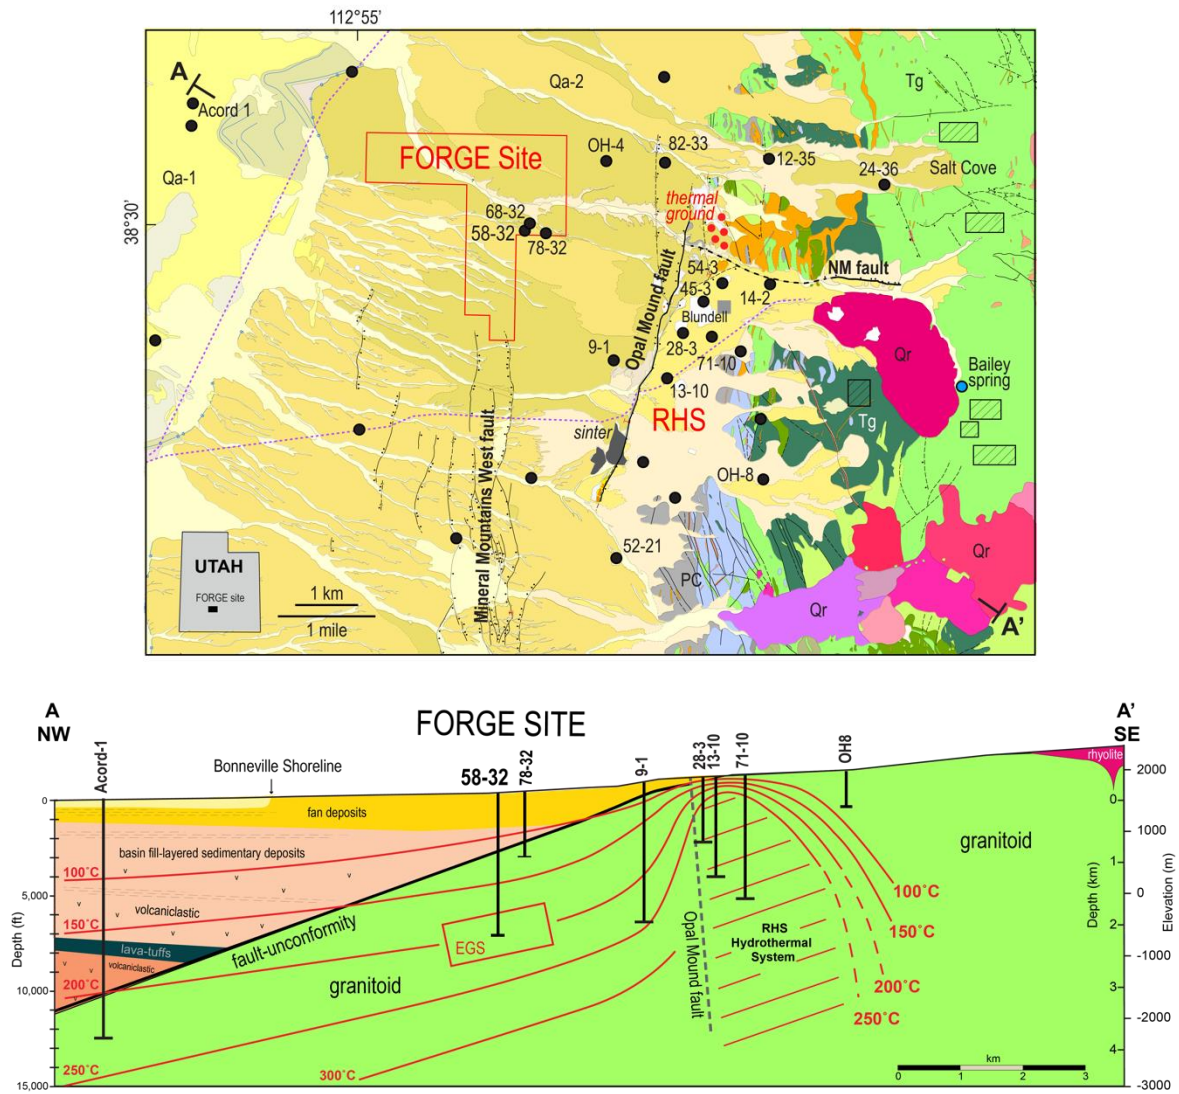 112°55'
A
Acord 1
Qa-2
Tg
Qa-1
FORGE Site
OH-4
82-33
12-35
24-36
Salt Cove
38°30'
68-32
58-32
78-32
thermal
ground
Opal Mound fault
54-3
45-3
14-2
NM fault
Blundell
9-1
28-3
71-10
13-10
Qr
Bailey
spring
RHS
Tg
sinter
Mineral Mountains West fault
OH-8
52-21
PC
Qr
Qr
UTAH
FORGE site
1 km
1 mile
A'
A
NW
FORGE SITE
A'
SE
Acord-1
Bonneville Shoreline
58-32
78-32
9-1
28-3
13-10
71-10
OH8
rhyolite
2000
0
fan deposits
0
1000
basin fill-layered sedimentary deposits
granitoid
granitoid
100˚C
100˚C
1
5,000
v
v
v
v
v
0
volcaniclastic
150˚C
150˚C
2
fault-unconformity
EGS
Opal Mound fault
RHS
Hydrothermal
System
lava-tuffs
-1000
volcaniclastic
v
v
v
v
200˚C
200˚C
3
10,000
250˚C
-2000
4
250˚C
300˚C
km
0
1
2
3
15,000
-3000
Depth (ft)
Depth (km)
Elevation (m)